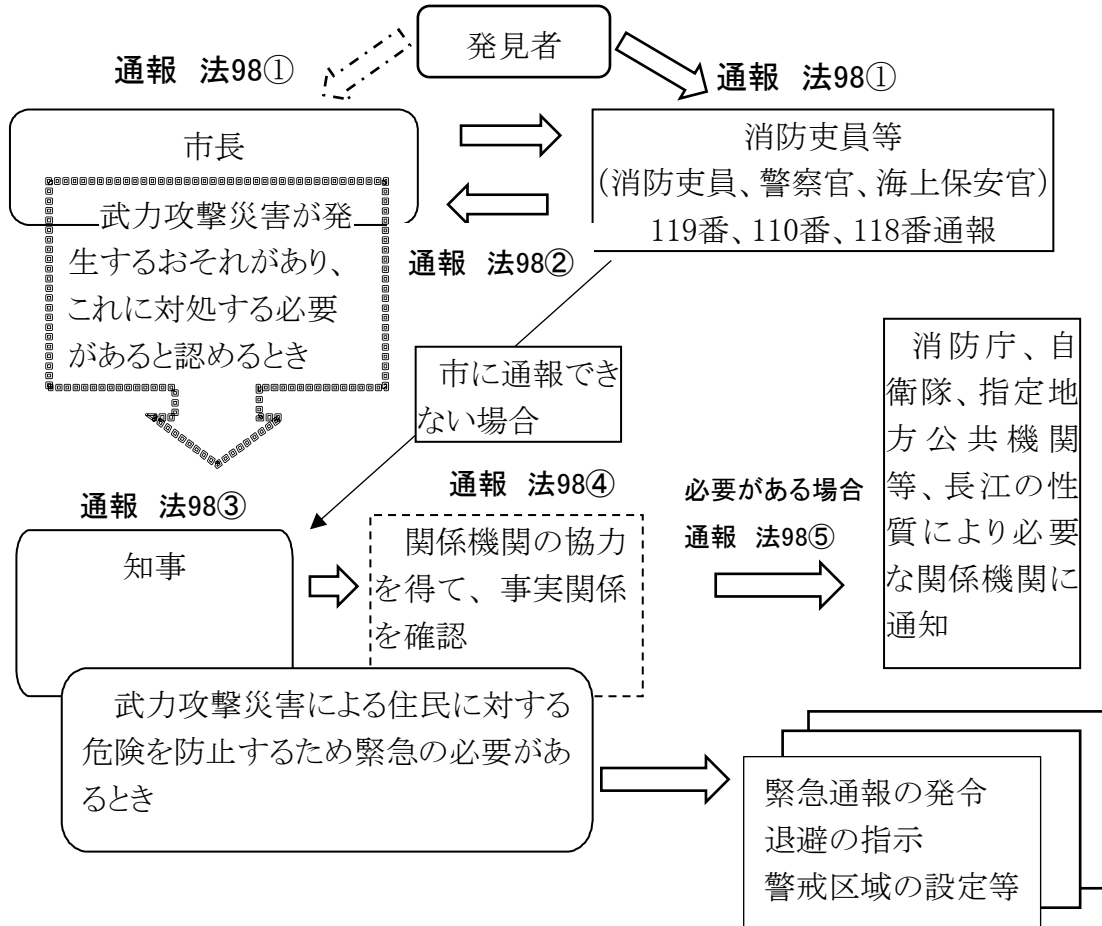 発見者
通報　法98①
通報　法98①
市長
消防吏員等
(消防吏員、警察官、海上保安官)
119番、110番、118番通報
武力攻撃災害が発
生するおそれがあり、
これに対処する必要
があると認めるとき
通報　法98②
市に通報でき
ない場合
消防庁、自
衛隊、指定地
方公共機関
等、長江の性
質により必要
な関係機関に
通知
通報　法98③
通報　法98④
必要がある場合
通報　法98⑤
知事
関係機関の協力
を得て、事実関係
を確認
武力攻撃災害による住民に対する
危険を防止するため緊急の必要があ
るとき
緊急通報の発令
退避の指示
警戒区域の設定等